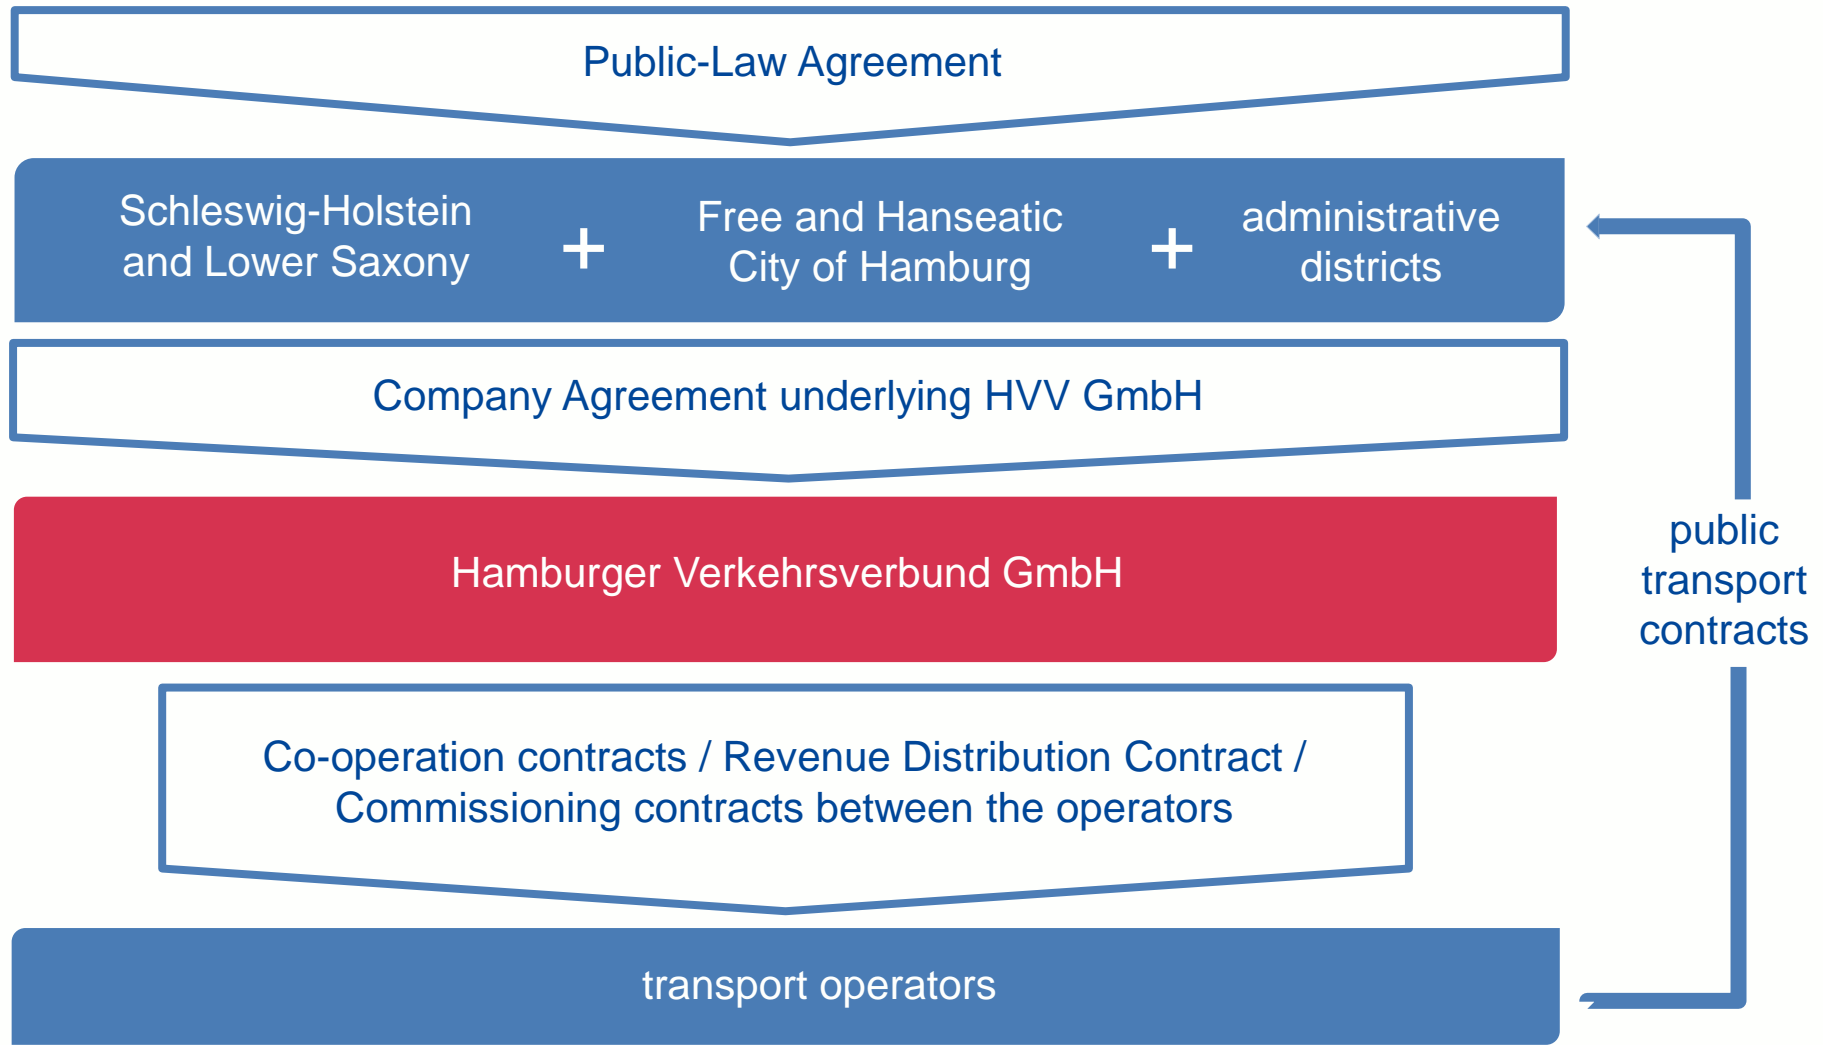 Public-Law Agreement
Schleswig-Holstein
and Lower Saxony
+
Free and Hanseatic
City of Hamburg
+
administrative
districts
Company Agreement underlying HVV GmbH
Hamburger Verkehrsverbund GmbH
public
transport
contracts
Co-operation contracts / Revenue Distribution Contract /
Commissioning contracts between the operators
transport operators